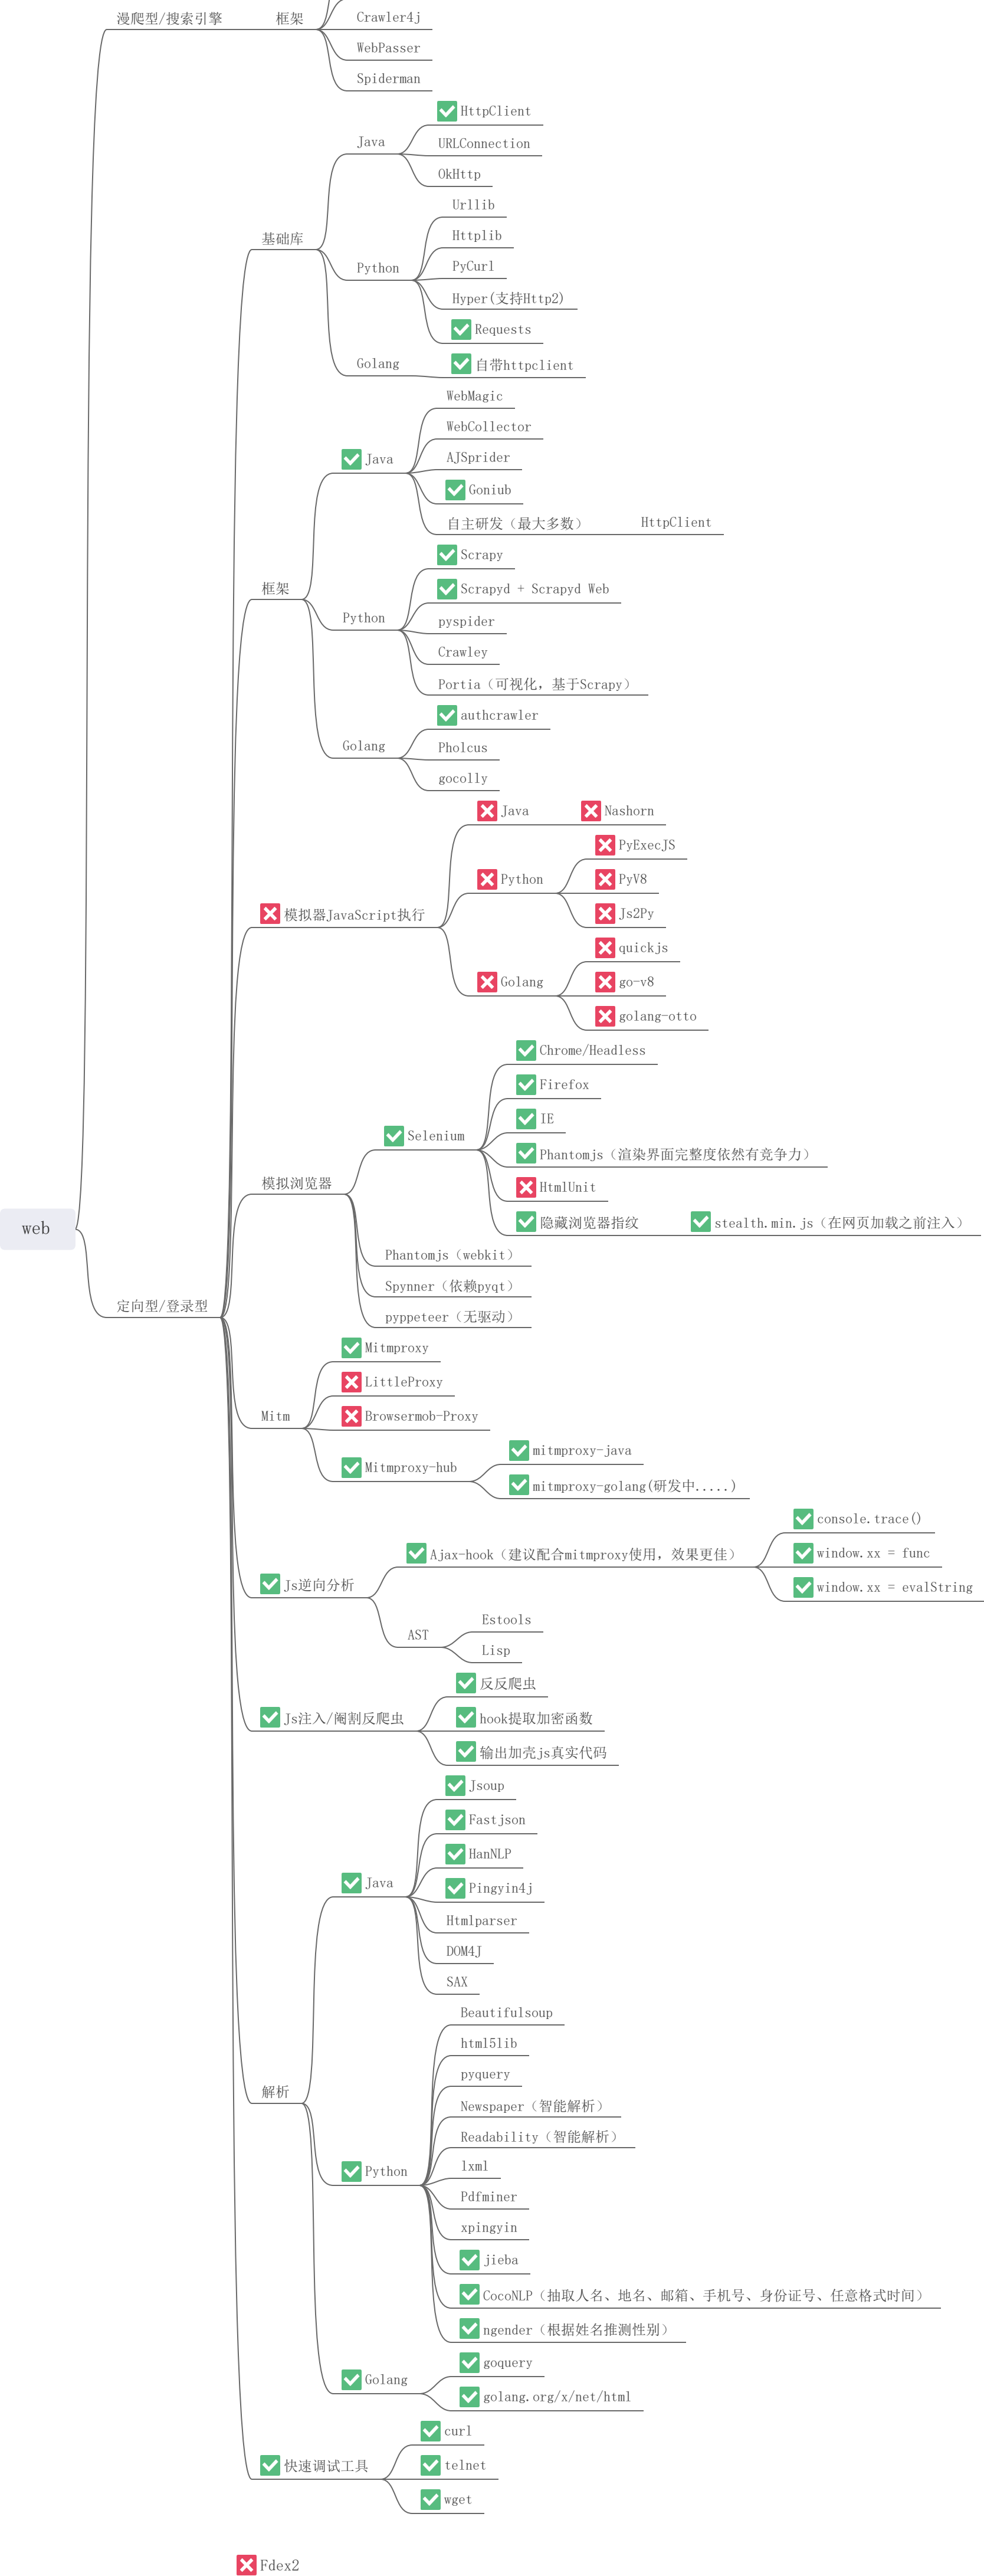 漫爬型/搜索引擎
框架
Crawler4j
WebPasser
Spiderman
HttpClient
Java
URLConnection
OkHttp
Urllib
Httplib
基础库
Python
PyCurl
Hyper(支持Http2)
Requests
Golang
自带httpclient
WebMagic
WebCollector
Java
AJSprider
Goniub
自主研发（最大多数）
HttpClient
Scrapy
框架
Scrapyd + Scrapyd Web
Python
pyspider
Crawley
Portia（可视化，基于Scrapy）
authcrawler
Golang
Pholcus
gocolly
Java
Nashorn
PyExecJS
Python
PyV8
Js2Py
模拟器JavaScript执行
quickjs
Golang
go-v8
golang-otto
Chrome/Headless
Firefox
IE
Selenium
Phantomjs（渲染界面完整度依然有竞争力）
HtmlUnit
模拟浏览器
隐藏浏览器指纹
stealth.min.js（在网页加载之前注入）
web
Phantomjs（webkit）
Spynner（依赖pyqt）
定向型/登录型
pyppeteer（无驱动）
Mitmproxy
LittleProxy
Mitm
Browsermob-Proxy
Mitmproxy-hub
mitmproxy-java
mitmproxy-golang(研发中.....)
console.trace()
Ajax-hook（建议配合mitmproxy使用，效果更佳）
window.xx = func
Js逆向分析
window.xx = evalString
AST
Estools
Lisp
反反爬虫
Js注入/阉割反爬虫
hook提取加密函数
输出加壳js真实代码
Jsoup
Fastjson
HanNLP
Java
Pingyin4j
Htmlparser
DOM4J
SAX
Beautifulsoup
html5lib
pyquery
解析
Newspaper（智能解析）
Readability（智能解析）
lxml
Python
Pdfminer
xpingyin
jieba
CocoNLP（抽取人名、地名、邮箱、手机号、身份证号、任意格式时间）
ngender（根据姓名推测性别）
goquery
Golang
golang.org/x/net/html
curl
快速调试工具
telnet
wget
Fdex2